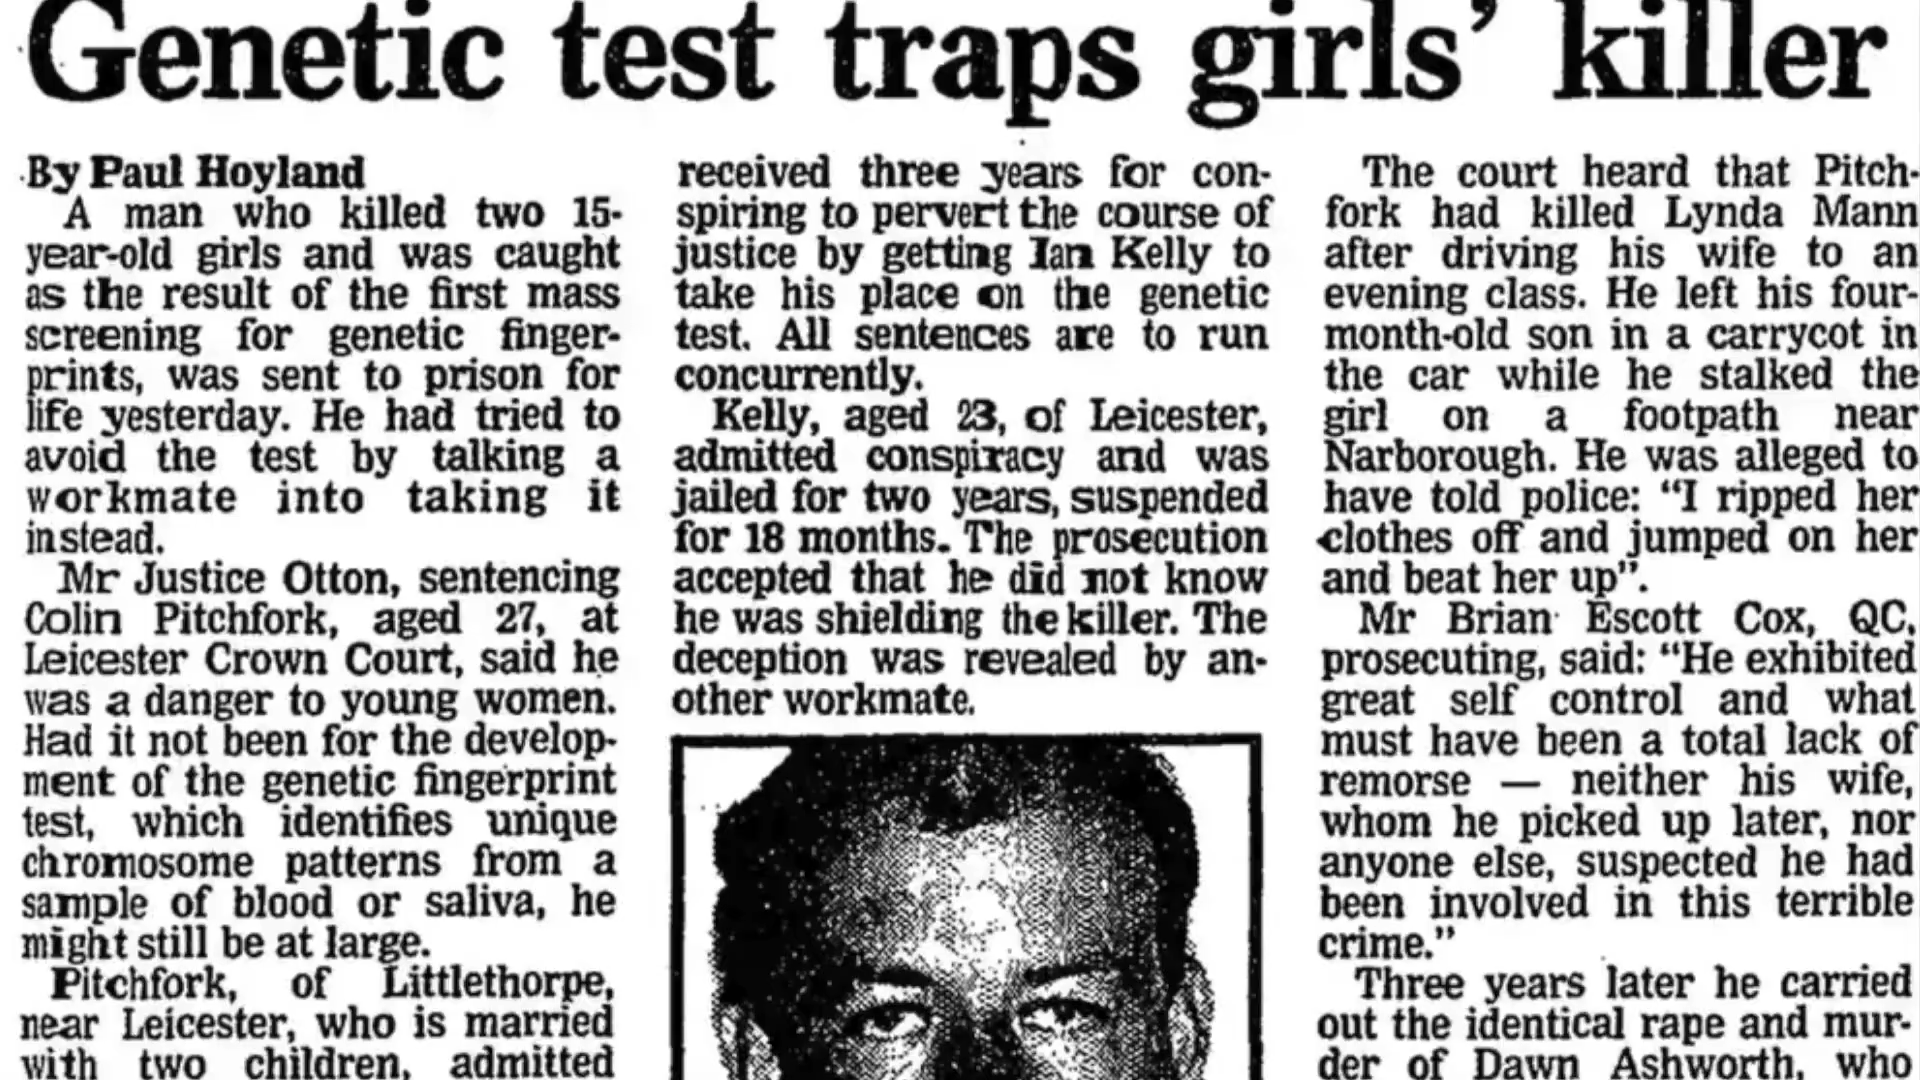 Genetic test traps girls' killer
By Paul Hoyland
A man who killed two 15-
year-old girls and was caught
as the result of the first mass
screening for genetic finger-
prints, was sent to prison for
life yesterday. He had tried to
avoid the test by talking a
workmate into taking it
instead.
Mr Justice Otton, sentencing
Colin Pitchfork, aged 27, at
Leicester Crown Court, said he
was a danger to young women.
Had it not been for the develop-
ment of the genetic fingerprint
test, which identifies unique
chromosome patterns from a
sample of blood or saliva, he
might still be at large.
Pitchfork, of Littlethorpe,
near Leicester, who is married
with two children, admitted
received three years for con-
spiring to pervert the course of
justice by getting Ian Kelly to
take his place on the genetic
test. All sentences are to run
concurrently.
Kelly, aged 23, of Leicester,
admitted conspiracy and was
jailed for two years, suspended
for 18 months. The prosecution
accepted that he did not know
he was shielding the killer. The
deception was revealed by an-
other workmate.
The court heard that Pitch-
fork had killed Lynda Mann
after driving his wife to an
evening class. He left his four-
month-old son in a carrycot in
the car while he stalked the
girl on a footpath near
Narborough. He was alleged to
have told police: “I ripped her
clothes off and jumped on her
and beat her up”.
Mr Brian Escott Cox, QC,
prosecuting, said: “He exhibited
great self control and what
must have been a total lack of
remorse — neither his wife,
whom he picked up later, nor
anyone else, suspected he had
been involved in this terrible
crime.”
Three years later he carried
out the identical rape and mur-
der of Dawn Ashworth, who